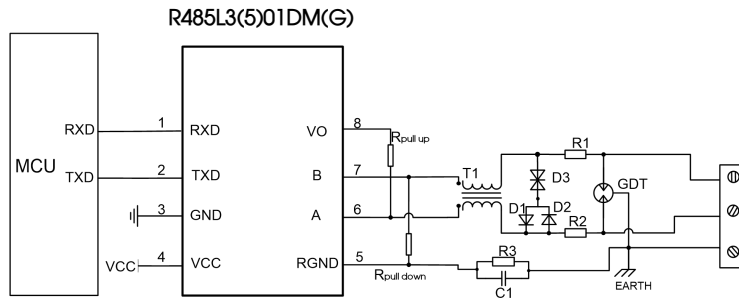 R485L3(5)01DM(G)
MCU
RXD
TXD
1
2
3
4
RXD
TXD
GND
VCC
VCC
VO
B
A
RGND
8
7
6
5
Rpull up
Rpull down
T1
D1
D2
D3
R1
R2
GDT
R3
C1
EARTH